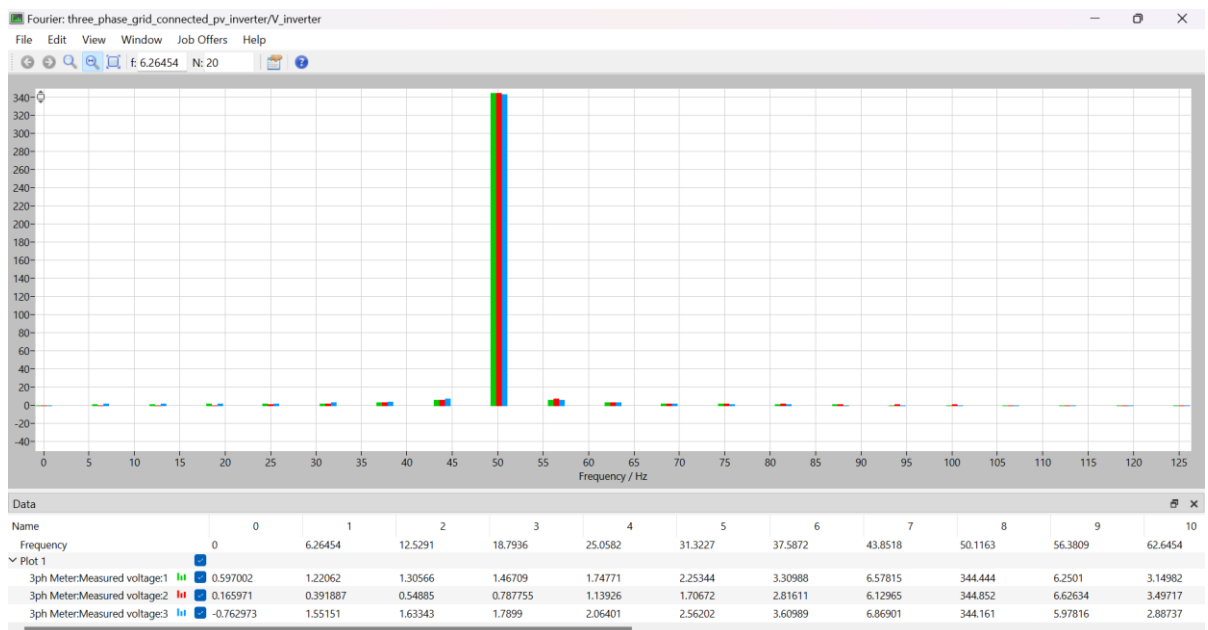 Fourier: three_phase_grid_connected_pv_inverter/V_inverter
File Edit View Window Job Offers Help
f: 6.26454 N: 20
340
320
300
280
260
240
220
200
180
160
140
120
100
80
60
40
20
0
-20
-40
0 5 10 15 20 25 30 35 40 45 50 55 60 65 70 75 80 85 90 95 100 105 110 115 120 125
Frequency / Hz
Data
Name 0 1 2 3 4 5 6 7 8 9 10
Frequency 0 6.26454 12.5291 18.7936 25.0582 31.3227 37.5872 43.8518 50.1163 56.3809 62.6454
Plot 1
3ph Meter:Measured voltage:1 0.597002 1.22062 1.30566 1.46709 1.74771 2.25344 3.30988 6.57815 344.444 6.2501 3.14982
3ph Meter:Measured voltage:2 0.165971 0.391887 0.54885 0.787755 1.13926 1.70672 2.81611 6.12965 344.852 6.62634 3.49717
3ph Meter:Measured voltage:3 -0.762973 1.55151 1.63343 1.7899 2.06401 2.56202 3.60989 6.86901 344.161 5.97816 2.88737